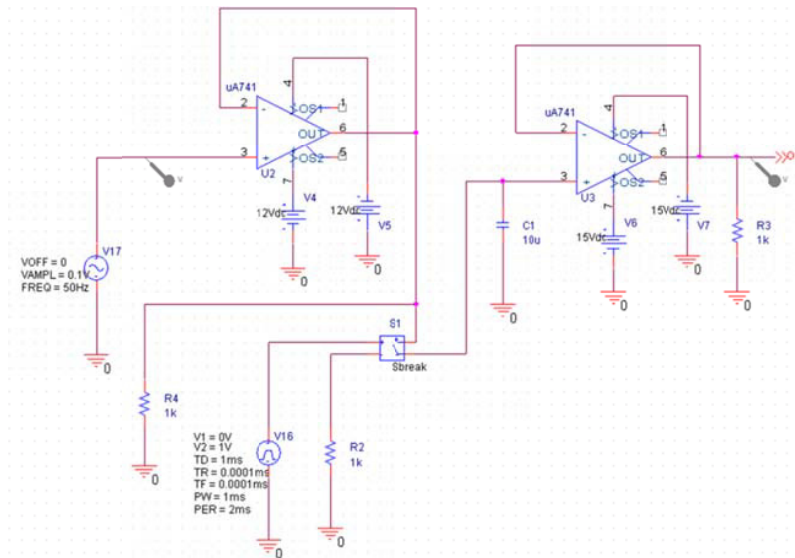 uA741
2
-
4
OS1
1
OUT
6
3
+
OS2
5
U2
7
V4
12Vdc
V5
12Vdc
0
0
V
V17
VOFF = 0
VAMPL = 0.1V
FREQ = 50Hz
0
R4
1k
0
S1
Sbreak
V16
V1 = 0V
V2 = 1V
TD = 1ms
TR = 0.0001ms
TF = 0.0001ms
PW = 1ms
PER = 2ms
0
R2
1k
0
uA741
2
-
4
OS1
1
OUT
6
3
+
OS2
5
U3
7
C1
10u
0
V6
15Vdc
0
V7
15Vdc
0
R3
1k
0
V